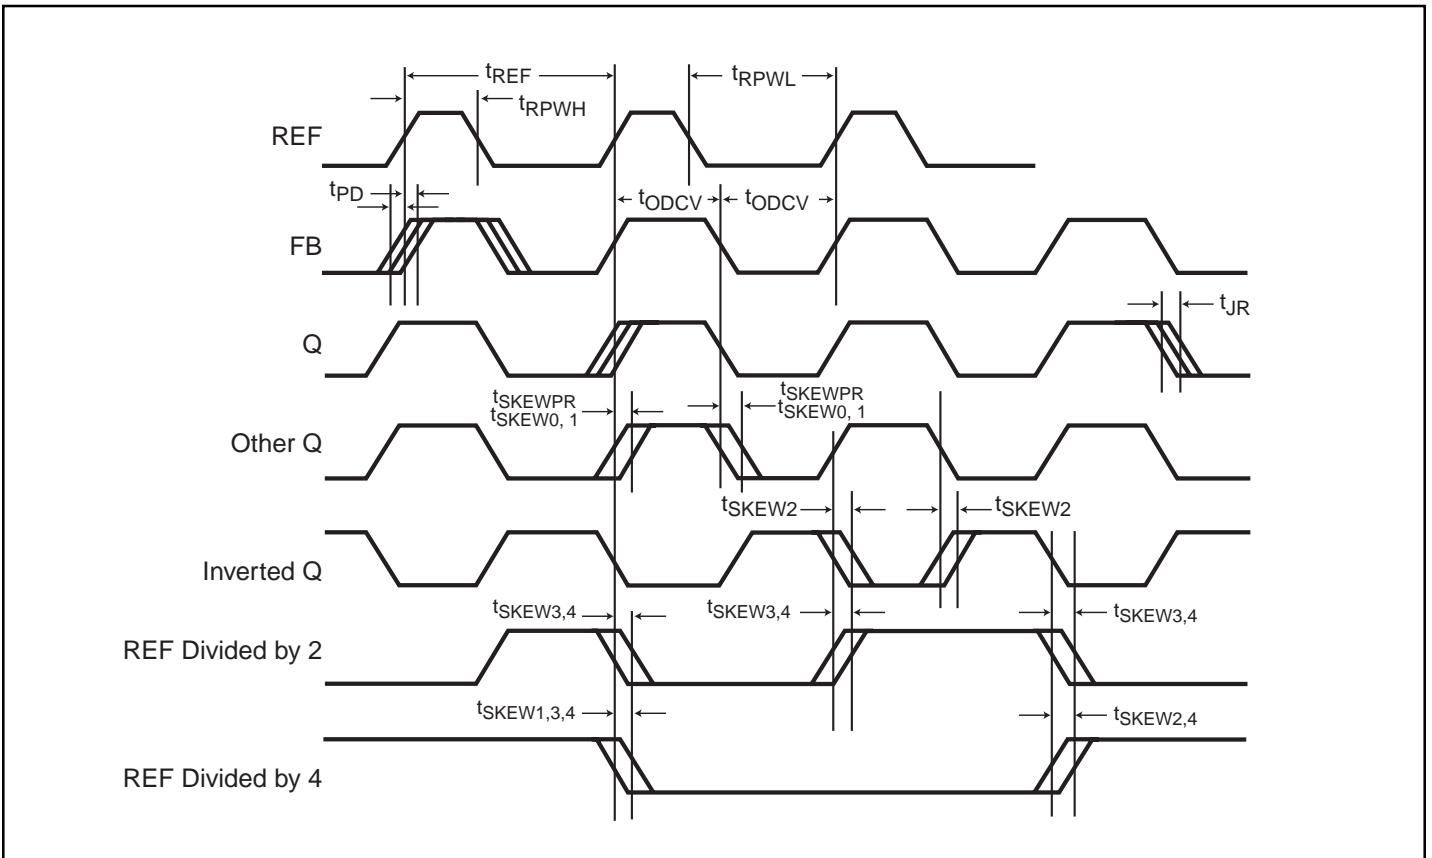 tREF
tRPWL
tRPWH
REF
tPD
tODCV tODCV
FB
tJR
Q
tSKEWPR
tSKEW0, 1
tSKEWPR
tSKEW0, 1
Other Q
tSKEW2
tSKEW2
Inverted Q
tSKEW3,4
tSKEW3,4
tSKEW3,4
REF Divided by 2
tSKEW1,3,4
tSKEW2,4
REF Divided by 4